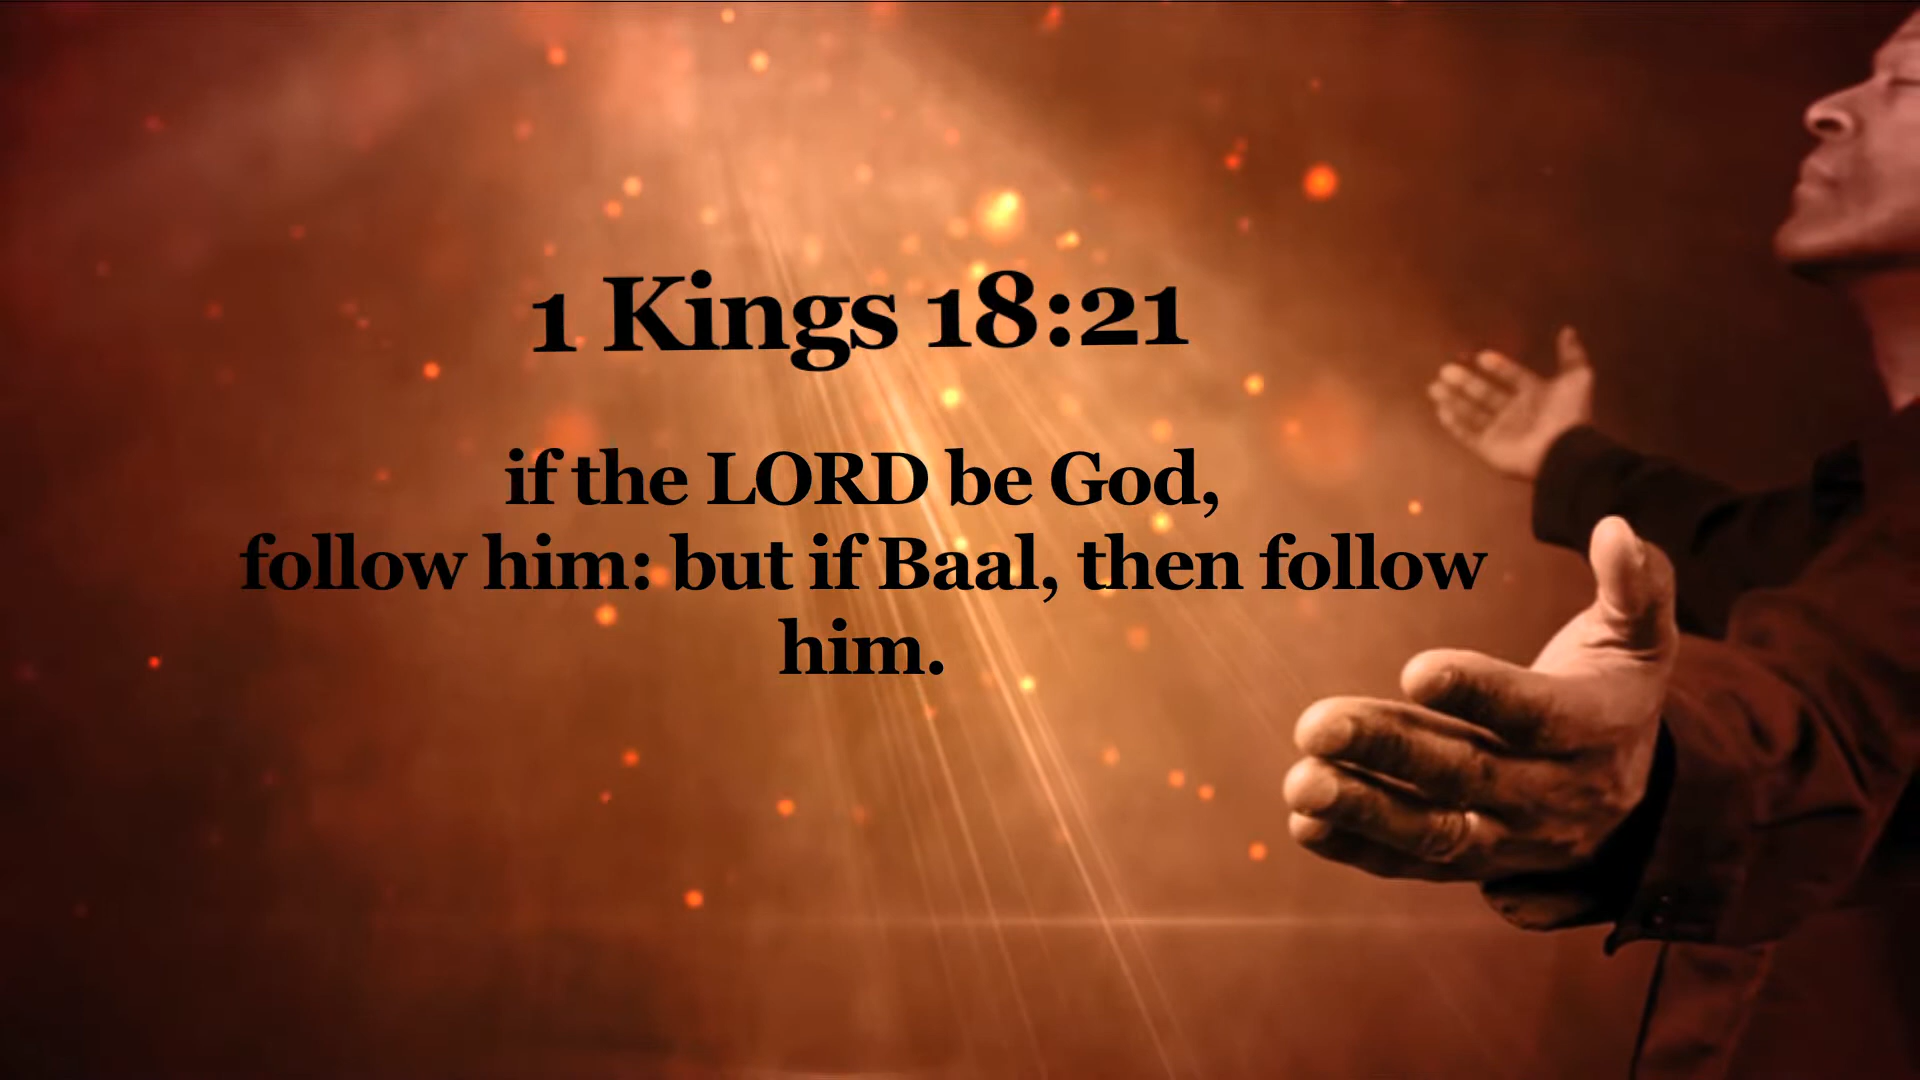 1 Kings 18:21
if the LORD be God,
follow him: but if Baal, then follow
him.